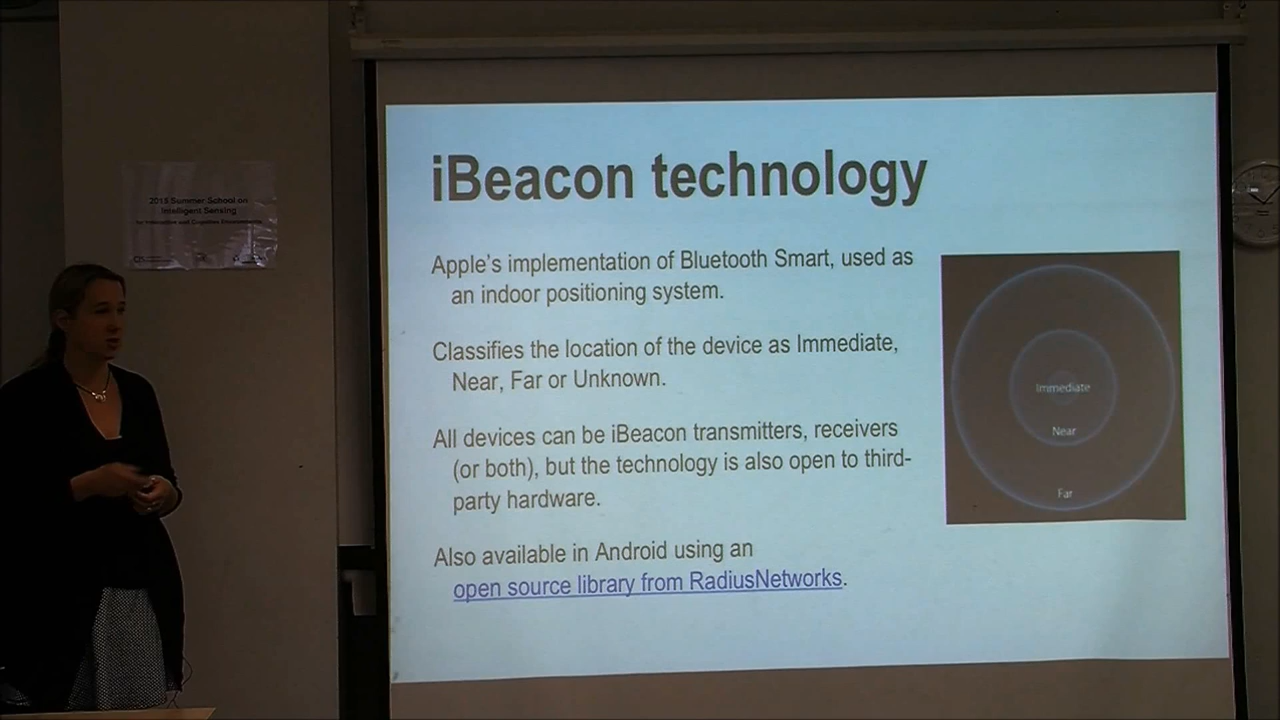 2015 Summer School on
Intelligent Sensing
iBeacon technology
Apple's implementation of Bluetooth Smart, used as
an indoor positioning system.
Classifies the location of the device as Immediate,
Near, Far or Unknown.
All devices can be iBeacon transmitters, receivers
(or both), but the technology is also open to third-
party hardware.
Also available in Android using an
open source library from RadiusNetworks.
Immediate
Near
Far